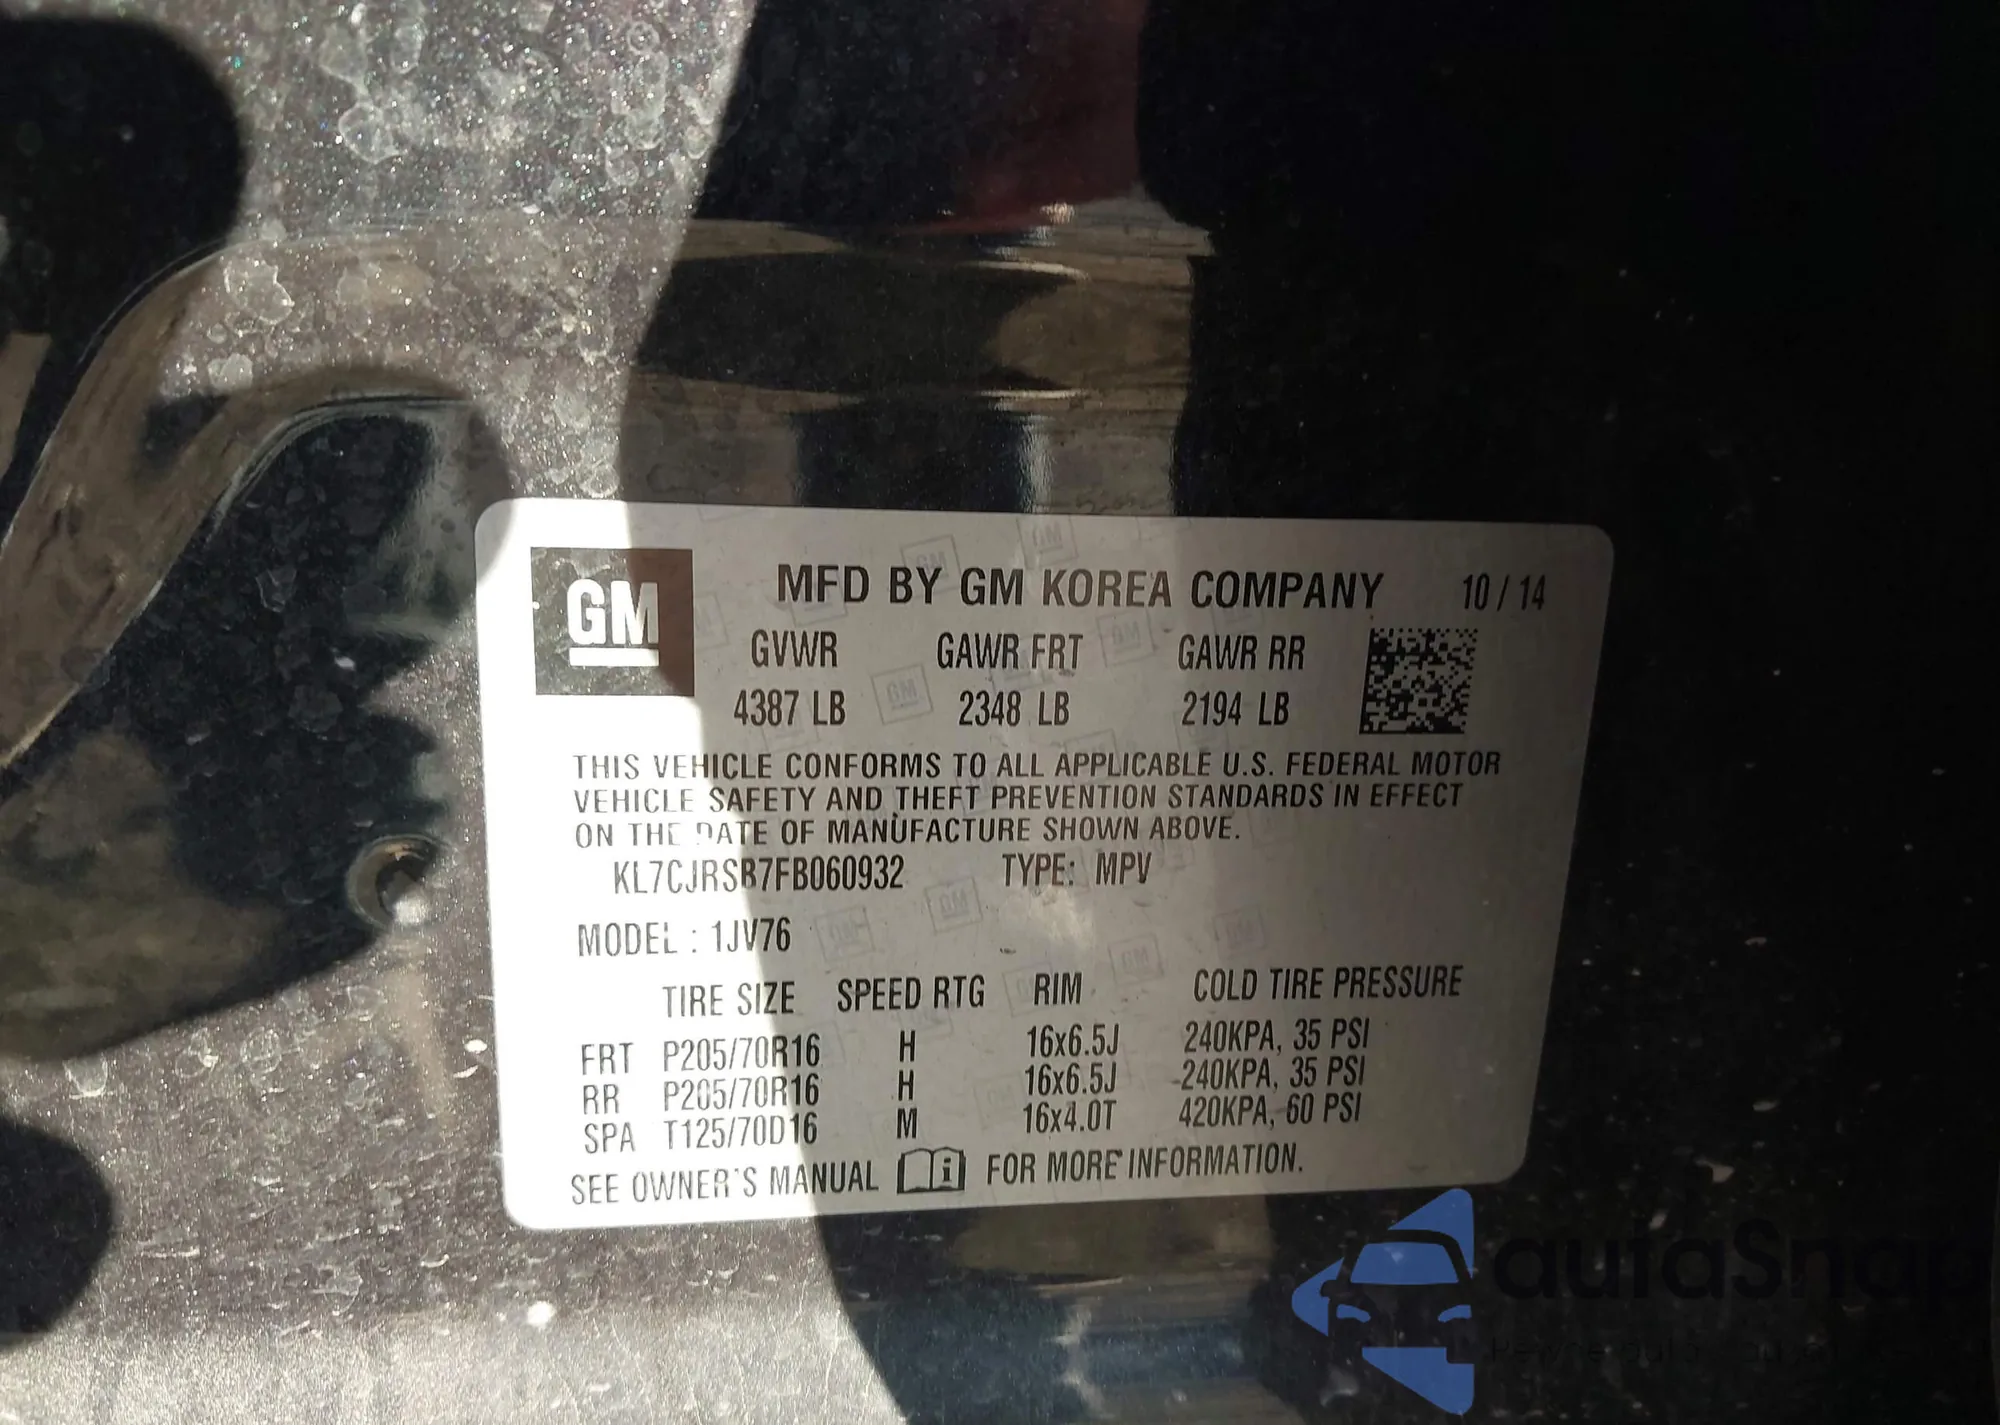 GM MFD BY GM KOREA COMPANY 10 / 14
GVWR GAWR FRT GAWR RR
4387 LB 2348 LB 2194 LB
THIS VEHICLE CONFORMS TO ALL APPLICABLE U.S. FEDERAL MOTOR
VEHICLE SAFETY AND THEFT PREVENTION STANDARDS IN EFFECT
ON THE DATE OF MANUFACTURE SHOWN ABOVE.
KL7CJRSB7FB060932 TYPE: MPV
MODEL : 1JV76
TIRE SIZE SPEED RTG RIM COLD TIRE PRESSURE
FRT P205/70R16 H 16x6.5J 240KPA, 35 PSI
RR P205/70R16 H 16x6.5J 240KPA, 35 PSI
SPA T125/70D16 M 16x4.0T 420KPA, 60 PSI
SEE OWNER'S MANUAL i FOR MORE INFORMATION.
autaSnap